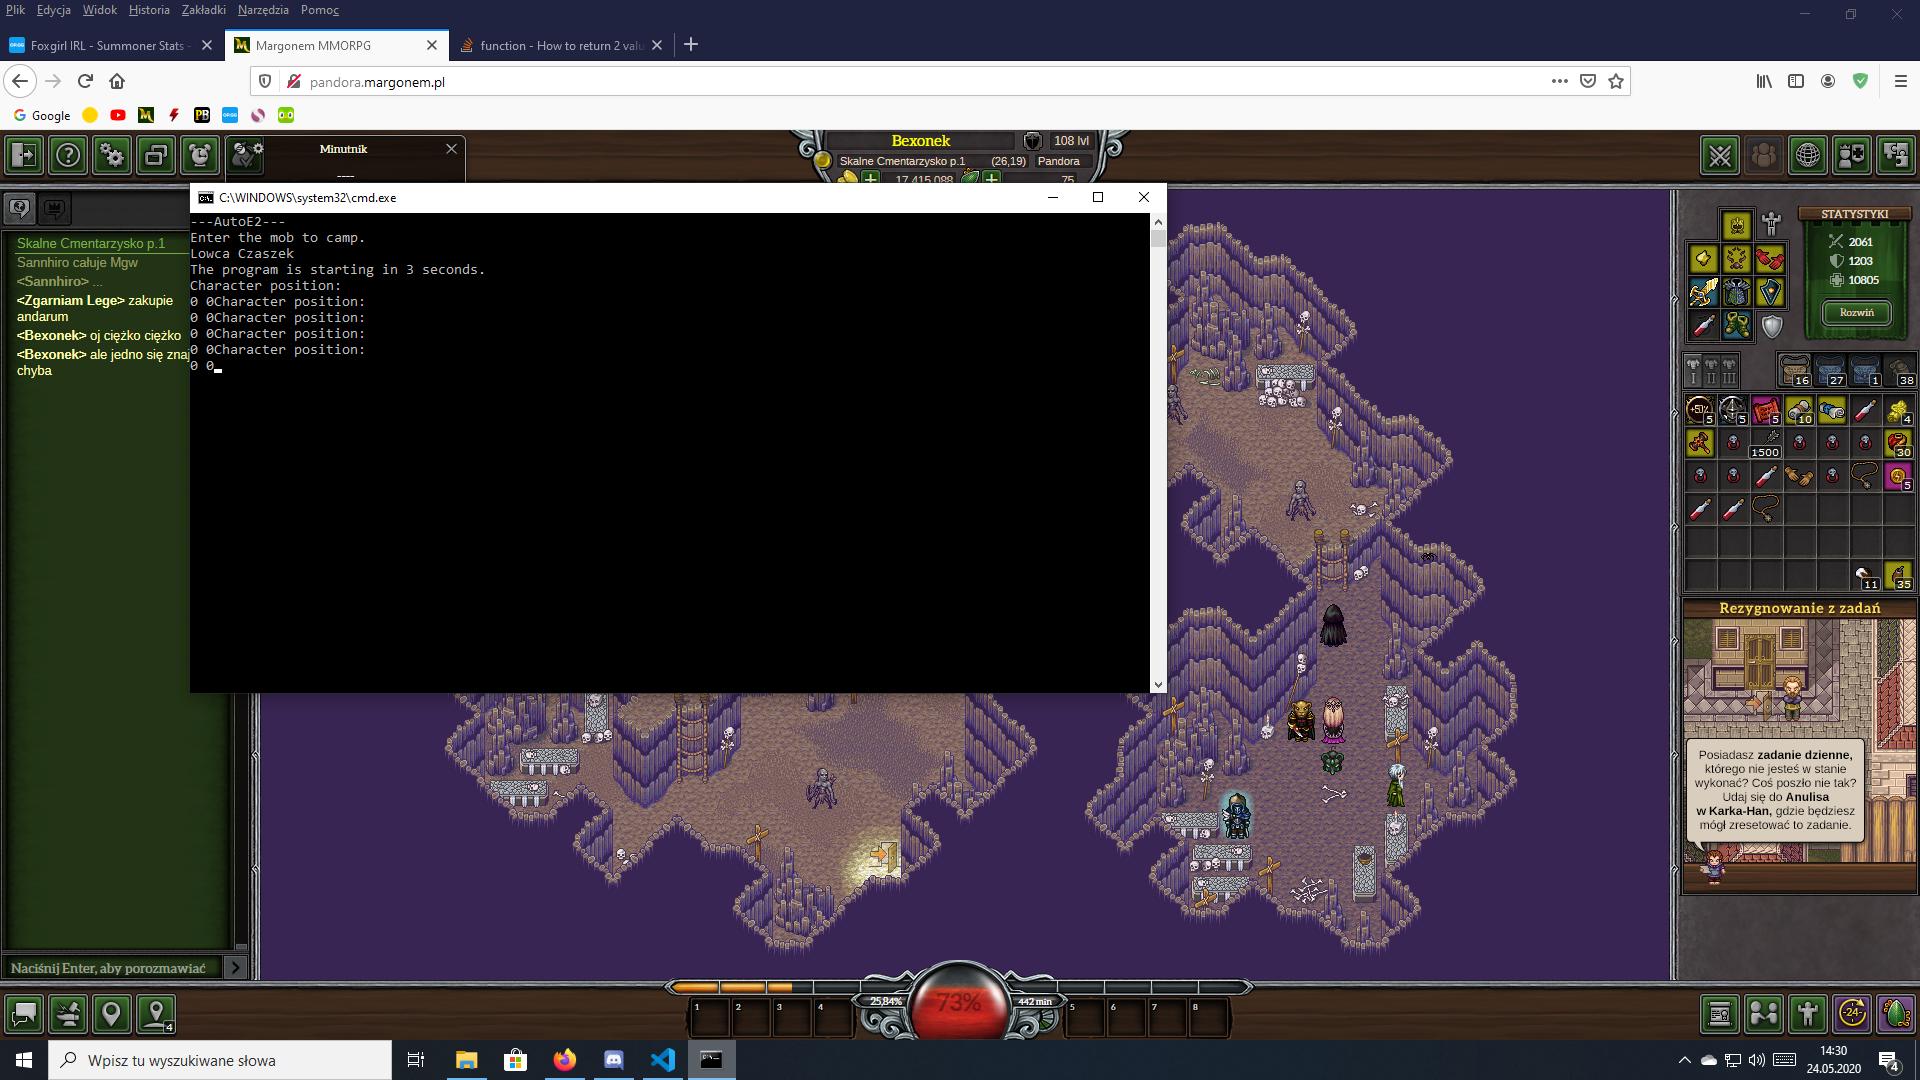 Plik Edycja Widok Historia Zakładki Narzędzia Pomoc
Foxgirl IRL - Summoner Stats -
Margonem MMORPG
function - How to return 2 valu
pandora.margonem.pl
Google
Minutnik
----
Bexonek
108 lvl
Skalne Cmentarzysko p.1 (26,19) Pandora
17 415 088
75
C:\WINDOWS\system32\cmd.exe
---AutoE2---
Enter the mob to camp.
Lowca Czaszek
The program is starting in 3 seconds.
Character position:
0 0Character position:
0 0Character position:
0 0Character position:
0 0Character position:
0 0
Skalne Cmentarzysko p.1
Sannhiro całuje Mgw
<Sannhiro> ...
<Zgarniam Lege> zakupie
andarum
<Bexonek> oj ciężko ciężko
<Bexonek> ale jedno się znaj
chyba
STATYSTYKI
2061
1203
10805
Rozwiń
I II III
16 27 1 38
+50% 5 5 5 10 4
1500 30
5
11 35
Rezygnowanie z zadań
Posiadasz zadanie dzienne,
którego nie jesteś w stanie
wykonać? Coś poszło nie tak?
Udaj się do Anulisa
w Karka-Han, gdzie będziesz
mógł zresetować to zadanie.
Naciśnij Enter, aby porozmawiać
4
1 2 3 4
25,84%
73%
442 min
5 6 7 8
-24-
Wpisz tu wyszukiwane słowa
14:30
24.05.2020
4